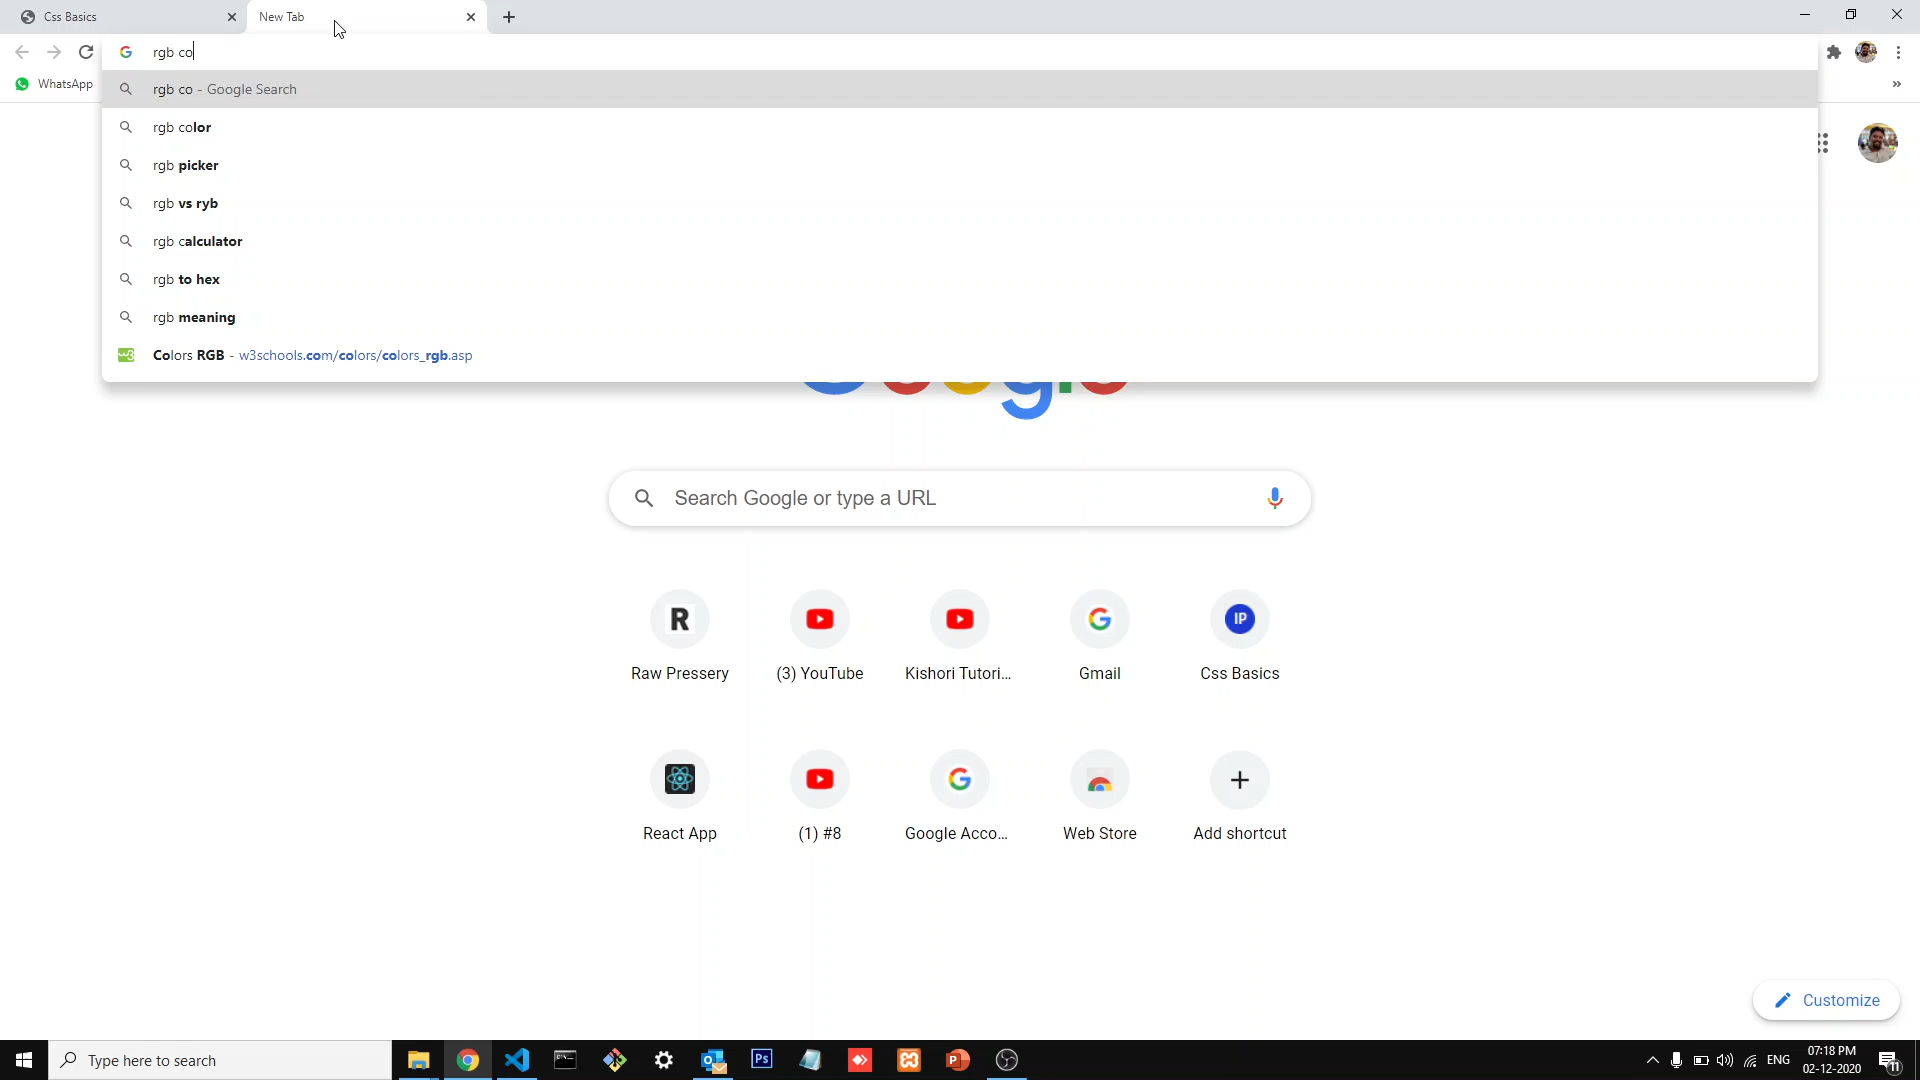 Css Basics
New Tab
rgb co
WhatsApp
rgb co - Google Search
rgb color
rgb picker
rgb vs ryb
rgb calculator
rgb to hex
rgb meaning
Colors RGB - w3schools.com/colors/colors_rgb.asp
Search Google or type a URL
R
IP
Raw Pressery
(3) YouTube
Kishori Tutori...
Gmail
Css Basics
React App
(1) #8
Google Acco...
Web Store
Add shortcut
Customize
Type here to search
Ps
ENG
07:18 PM
02-12-2020
11